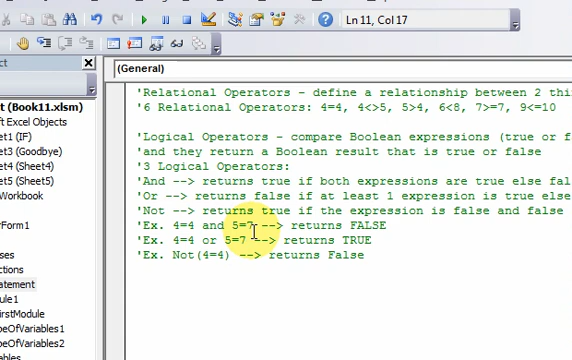 Ln 11, Col 17
ct
(General)
t (Book11.xlsm)
ft Excel Objects
et1 (IF)
et3 (Goodbye)
et4 (Sheet4)
et5 (Sheet5)
Workbook
rForm1
ses
atement
ule1
rstModule
peOfVariables1
peOfVariables2
ables
'Relational Operators - define a relationship between 2 thi
'6 Relational Operators: 4=4, 4<>5, 5>4, 6<8, 7>=7, 9<=10
'Logical Operators - compare Boolean expressions (true or f
'and they return a Boolean result that is true or false
'3 Logical Operators:
'And --> returns true if both expressions are true else fal
'Or --> returns false if at least 1 expression is true else
'Not --> returns true if the expression is false and false
'Ex. 4=4 and 5=7 --> returns FALSE
'Ex. 4=4 or 5=7 --> returns TRUE
'Ex. Not(4=4) --> returns False